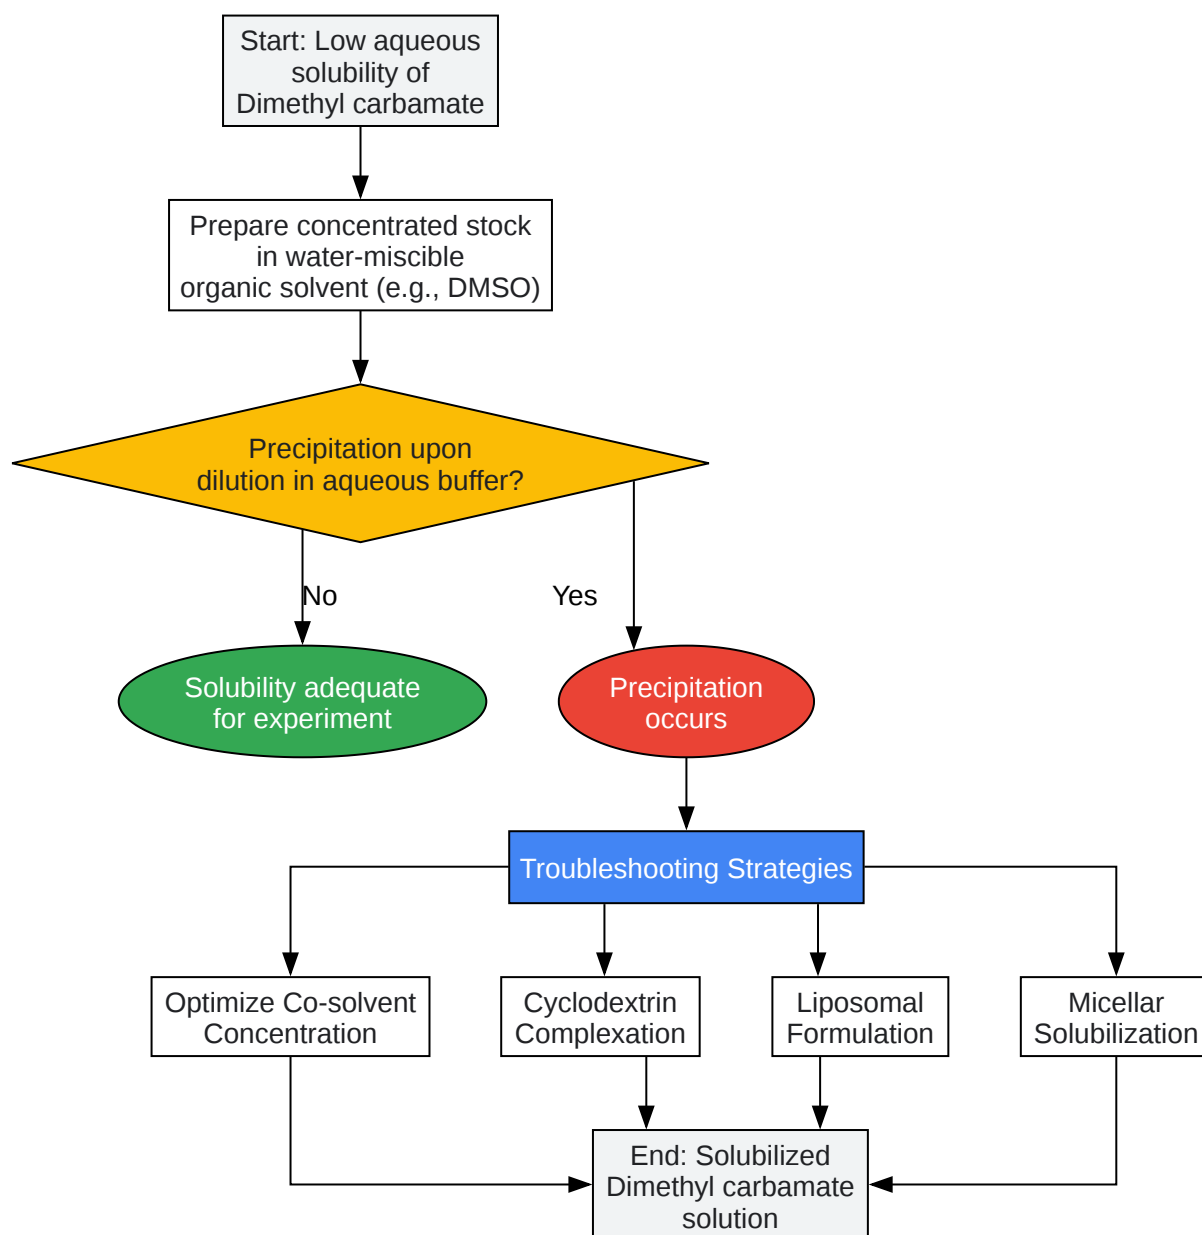 Start: Low aqueous
solubility of
Dimethyl carbamate
Prepare concentrated stock
in water-miscible
organic solvent (e.g., DMSO)
Precipitation upon
dilution in aqueous buffer?
No
Yes
Solubility adequate
for experiment
Precipitation
occurs
Troubleshooting Strategies
Optimize Co-solvent
Concentration
Cyclodextrin
Complexation
Liposomal
Formulation
Micellar
Solubilization
End: Solubilized
Dimethyl carbamate
solution